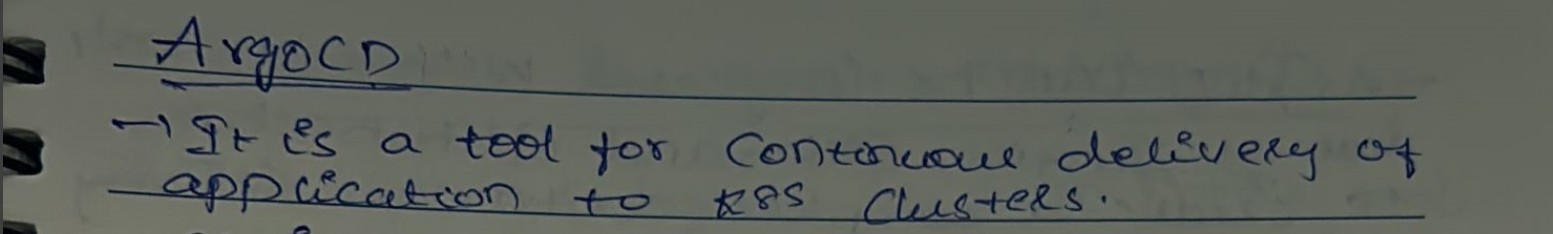 ArgoCD
→ It is a tool for Continuous delivery of
application to K8S Clusters.